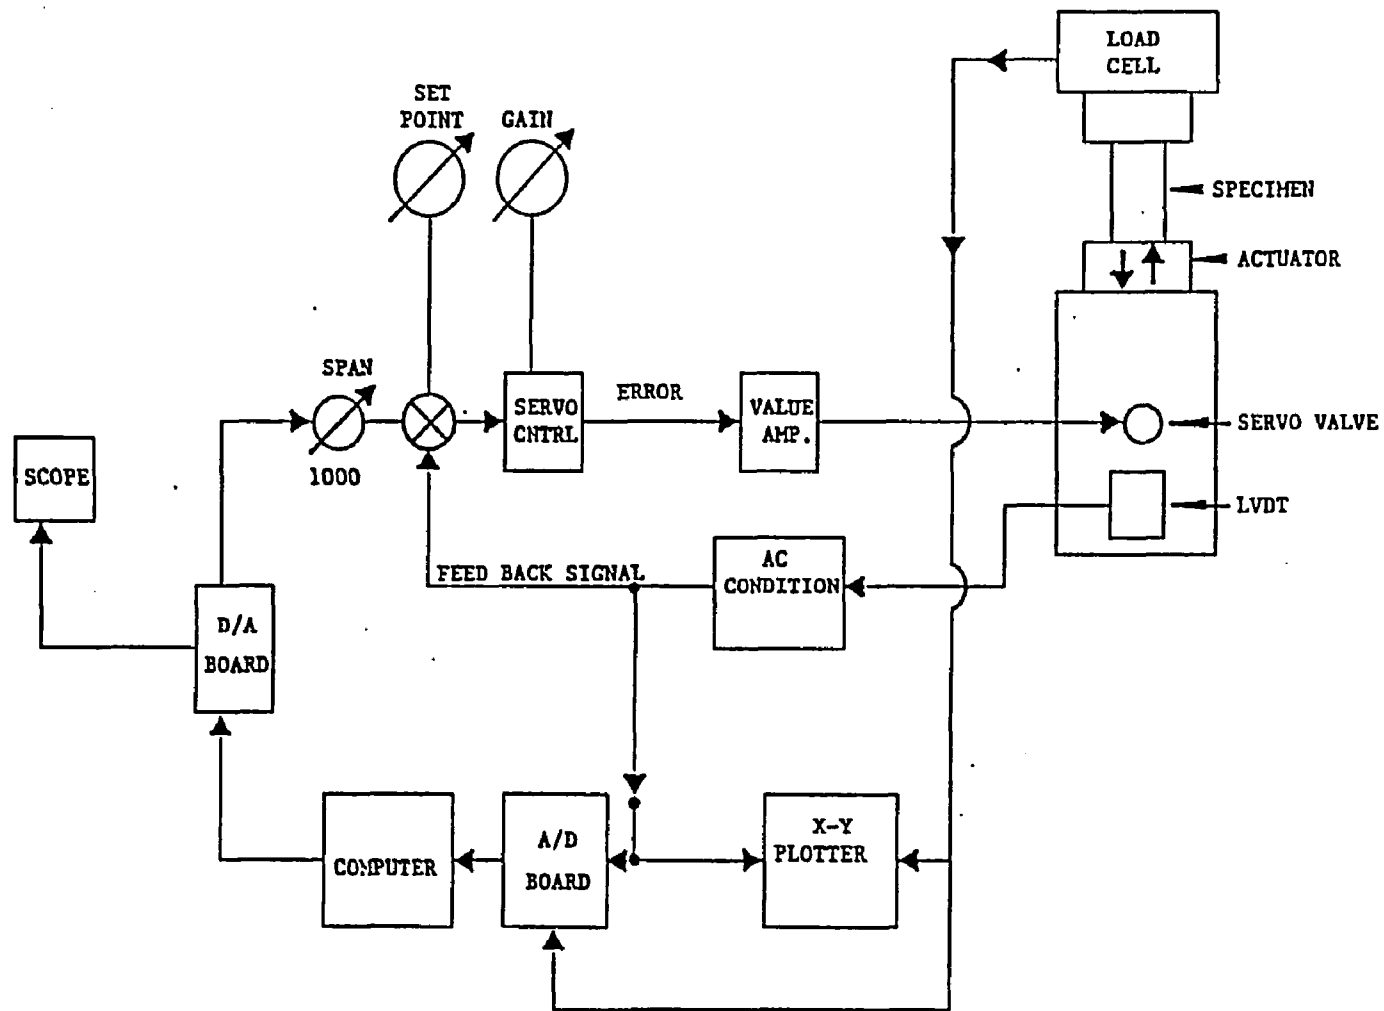 LOAD
CELL
SET
POINT
GAIN
SPECIMEN
ACTUATOR
SPAN
1000
SERVO
CNTRL
ERROR
VALUE
AMP.
SERVO VALVE
SCOPE
LVDT
AC
CONDITION
FEED BACK SIGNAL
D/A
BOARD
COMPUTER
A/D
BOARD
X-Y
PLOTTER